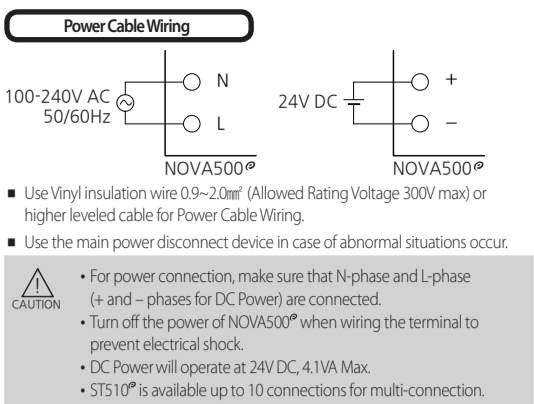 Power Cable Wiring
100-240V AC
50/60Hz
N
L
NOVA500e
24V DC
+
–
NOVA500e
■ Use Vinyl insulation wire 0.9~2.0㎟ (Allowed Rating Voltage 300V max) or
higher leveled cable for Power Cable Wiring.
■ Use the main power disconnect device in case of abnormal situations occur.
CAUTION
• For power connection, make sure that N-phase and L-phase
(+ and – phases for DC Power) are connected.
• Turn off the power of NOVA500e when wiring the terminal to
prevent electrical shock.
• DC Power will operate at 24V DC, 4.1VA Max.
• ST510e is available up to 10 connections for multi-connection.